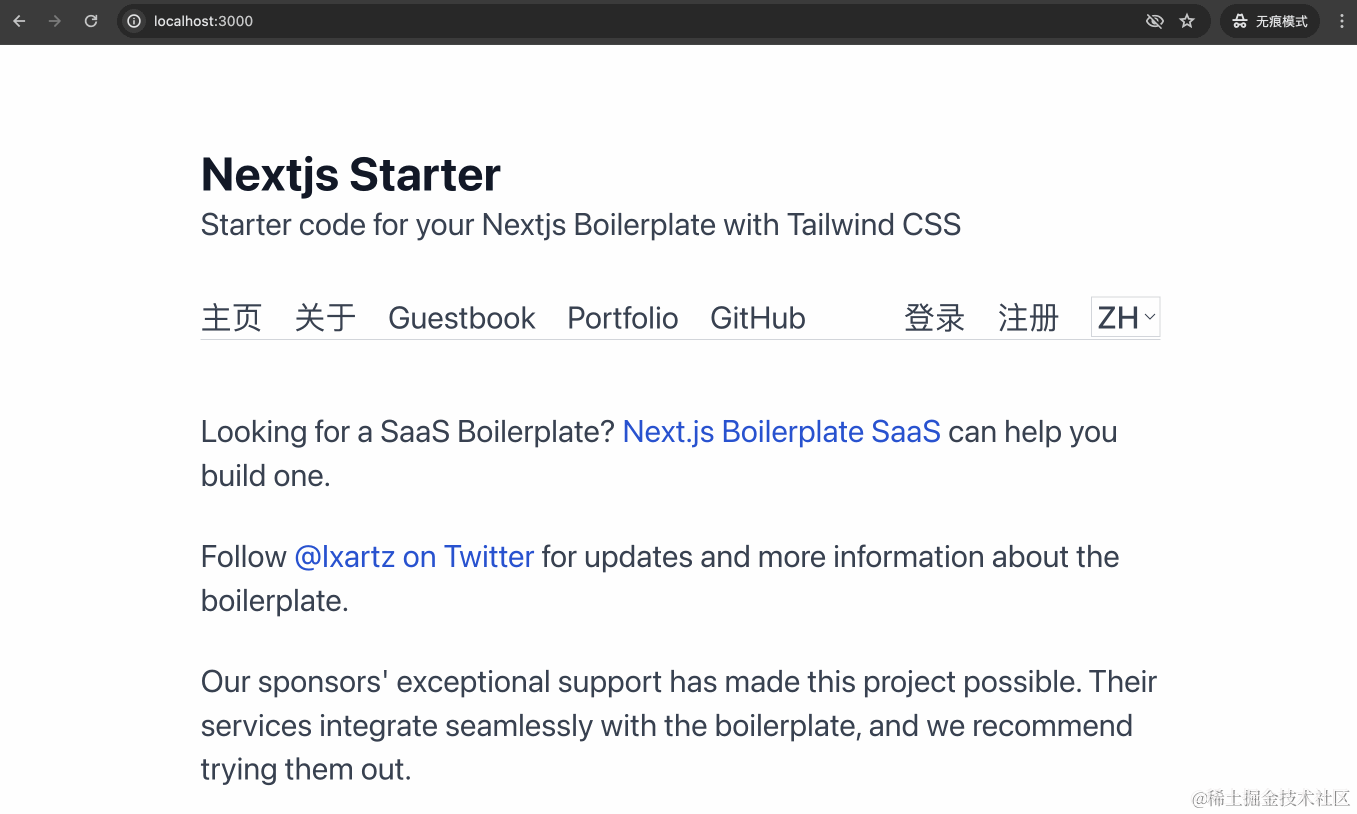 localhost:3000
无痕模式
Nextjs Starter
Starter code for your Nextjs Boilerplate with Tailwind CSS
主页 关于 Guestbook Portfolio GitHub 登录 注册 ZH
Looking for a SaaS Boilerplate? Next.js Boilerplate SaaS can help you
build one.
Follow @Ixartz on Twitter for updates and more information about the
boilerplate.
Our sponsors' exceptional support has made this project possible. Their
services integrate seamlessly with the boilerplate, and we recommend
trying them out.
@稀土掘金技术社区